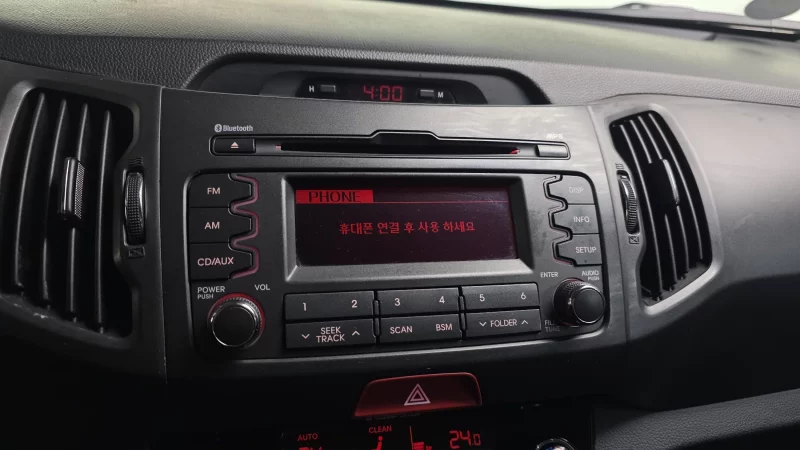 H 4:00 M
Bluetooth
PHONE
휴대폰 연결 후 사용 하세요
FM
AM
CD/AUX
DISP
INFO
SETUP
POWER
PUSH
VOL
ENTER
AUDIO
PUSH
1 2 3 4 5 6
SEEK
TRACK
SCAN
BSM
FOLDER
TUNE
AUTO
CLEAN
24.0